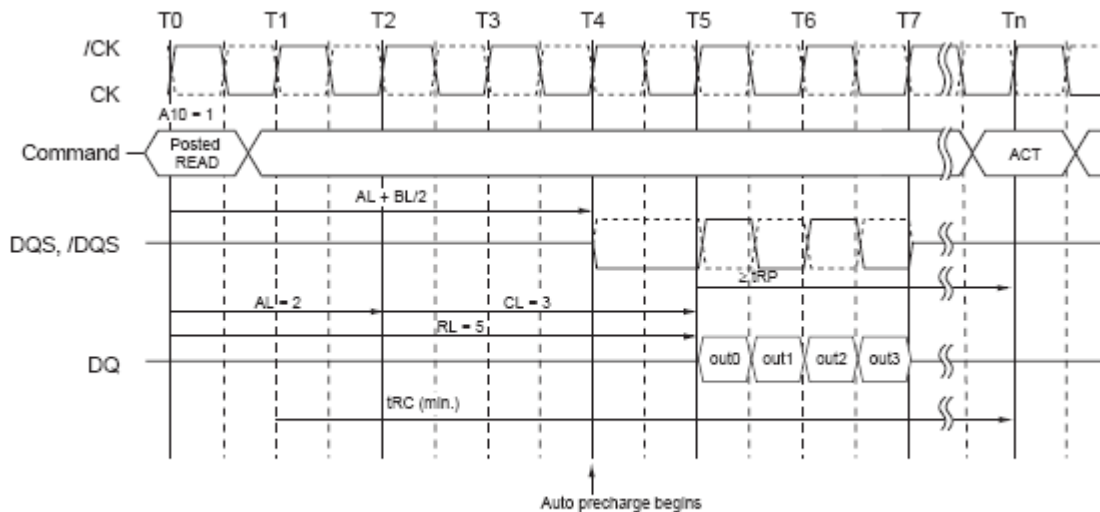 T0 T1 T2 T3 T4 T5 T6 T7 Tn
/CK
CK
A10 = 1
Command
Posted
READ
ACT
AL + BL/2
DQS, /DQS
≥ tRP
AL = 2
CL = 3
RL = 5
DQ
out0 out1 out2 out3
tRC (min.)
Auto precharge begins